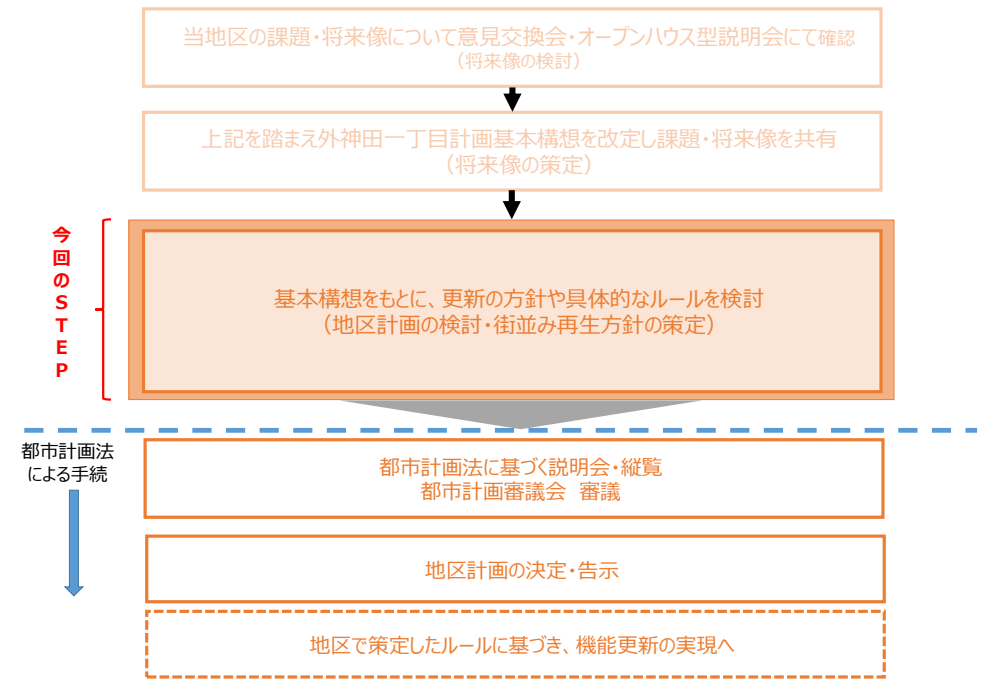 当地区の課題・将来像について意見交換会・オープンハウス型説明会にて確認
（将来像の検討）
上記を踏まえ外神田一丁目計画基本構想を改定し課題・将来像を共有
（将来像の策定）
今回のSTEP
基本構想をもとに、更新の方針や具体的なルールを検討
（地区計画の検討・街並み再生方針の策定）
都市計画法
による手続
都市計画法に基づく説明会・縦覧
都市計画審議会　審議
地区計画の決定・告示
地区で策定したルールに基づき、機能更新の実現へ